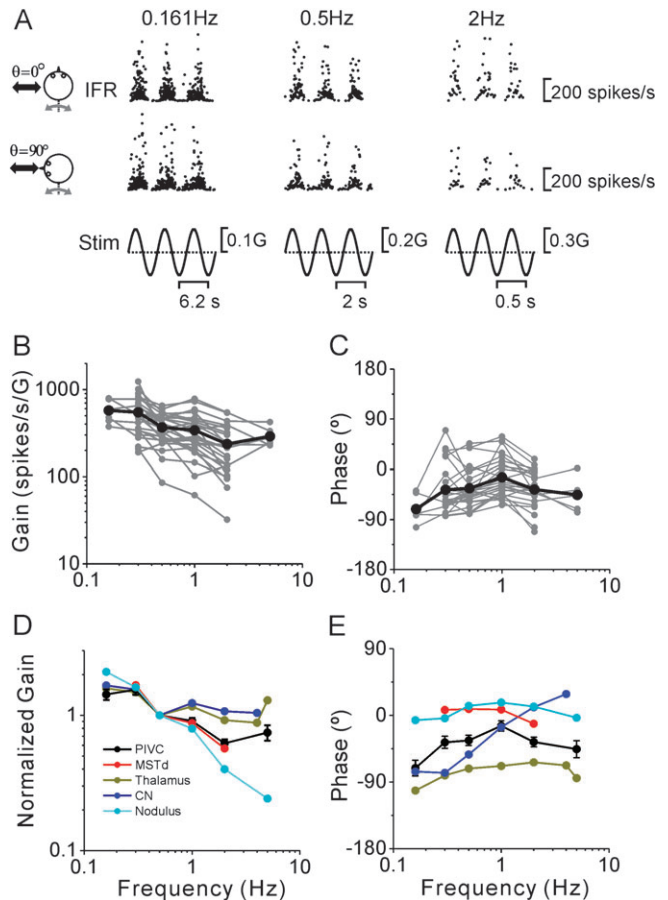 A
0.161Hz 0.5Hz 2Hz
θ=0° IFR 200 spikes/s
θ=90° 200 spikes/s
Stim 0.1G 0.2G 0.3G
6.2 s 2 s 0.5 s
B
Gain (spikes/s/G)
1000
100
10
0.1 1 10
C
Phase (º)
180
90
0
-90
-180
0.1 1 10
D
Normalized Gain
1
0.1
PIVC
MSTd
Thalamus
CN
Nodulus
0.1 1 10
Frequency (Hz)
E
Phase (º)
90
0
-90
-180
0.1 1 10
Frequency (Hz)